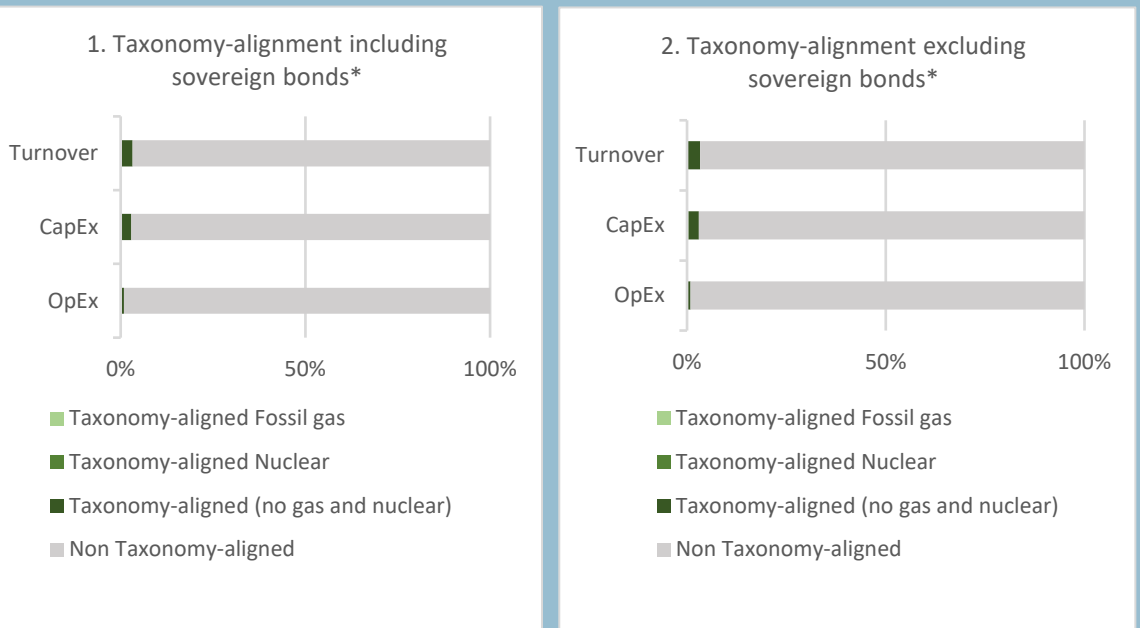 1. Taxonomy-alignment including
sovereign bonds*
Turnover
CapEx
OpEx
0%
50%
100%
Taxonomy-aligned Fossil gas
Taxonomy-aligned Nuclear
Taxonomy-aligned (no gas and nuclear)
Non Taxonomy-aligned
2. Taxonomy-alignment excluding
sovereign bonds*
Turnover
CapEx
OpEx
0%
50%
100%
Taxonomy-aligned Fossil gas
Taxonomy-aligned Nuclear
Taxonomy-aligned (no gas and nuclear)
Non Taxonomy-aligned